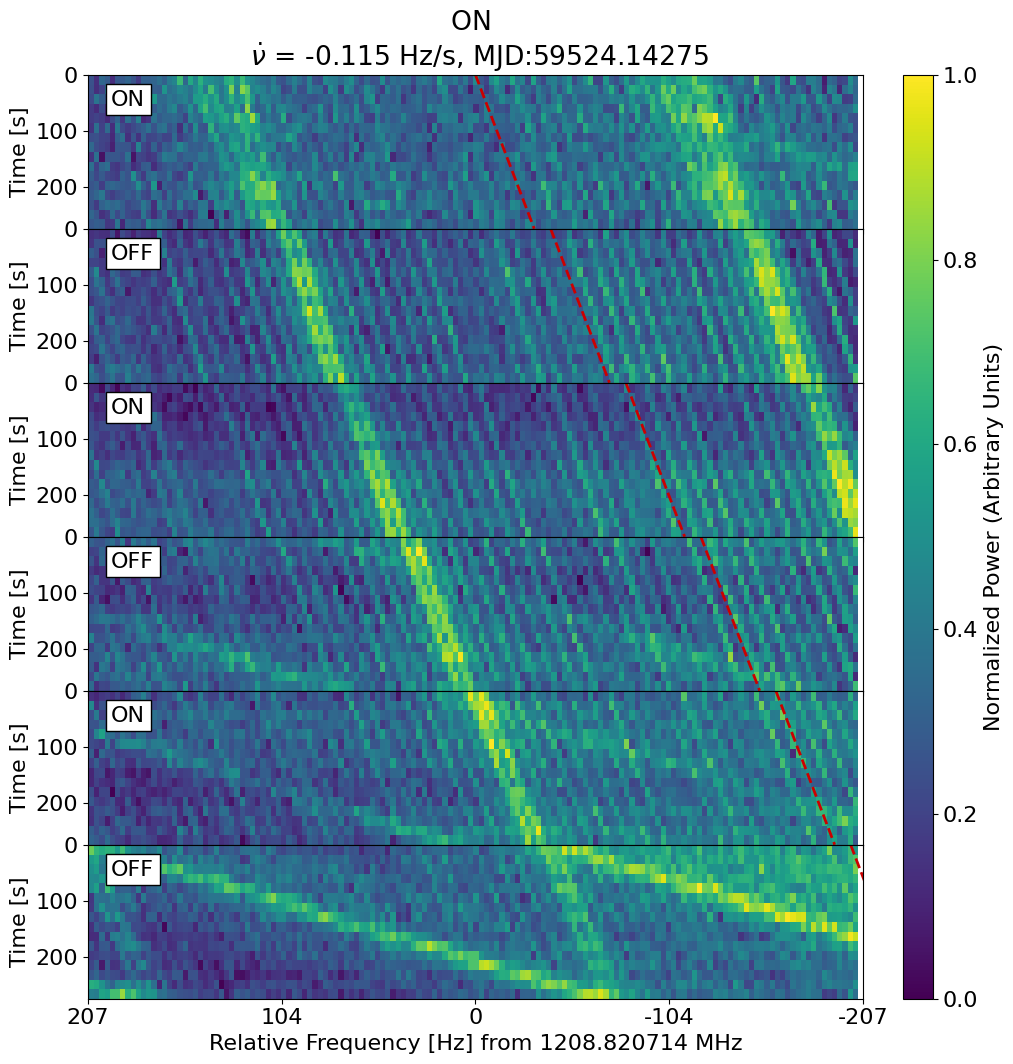 ON
ν̇ = -0.115 Hz/s, MJD:59524.14275
0
ON
100
Time [s]
200
0
OFF
100
Time [s]
200
0
ON
100
Time [s]
200
0
OFF
100
Time [s]
200
0
ON
100
Time [s]
200
0
OFF
100
Time [s]
200
207 104 0 -104 -207
Relative Frequency [Hz] from 1208.820714 MHz
1.0
0.8
0.6
0.4
0.2
0.0
Normalized Power (Arbitrary Units)